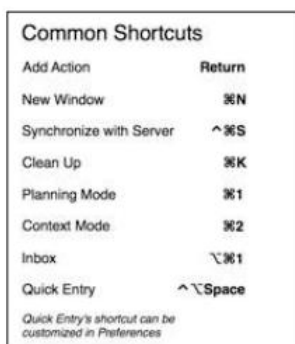 Common Shortcuts
Add Action Return
New Window ⌘N
Synchronize with Server ^⌘S
Clean Up ⌘K
Planning Mode ⌘1
Context Mode ⌘2
Inbox ⌥⌘1
Quick Entry ^⌥Space
Quick Entry's shortcut can be
customized in Preferences